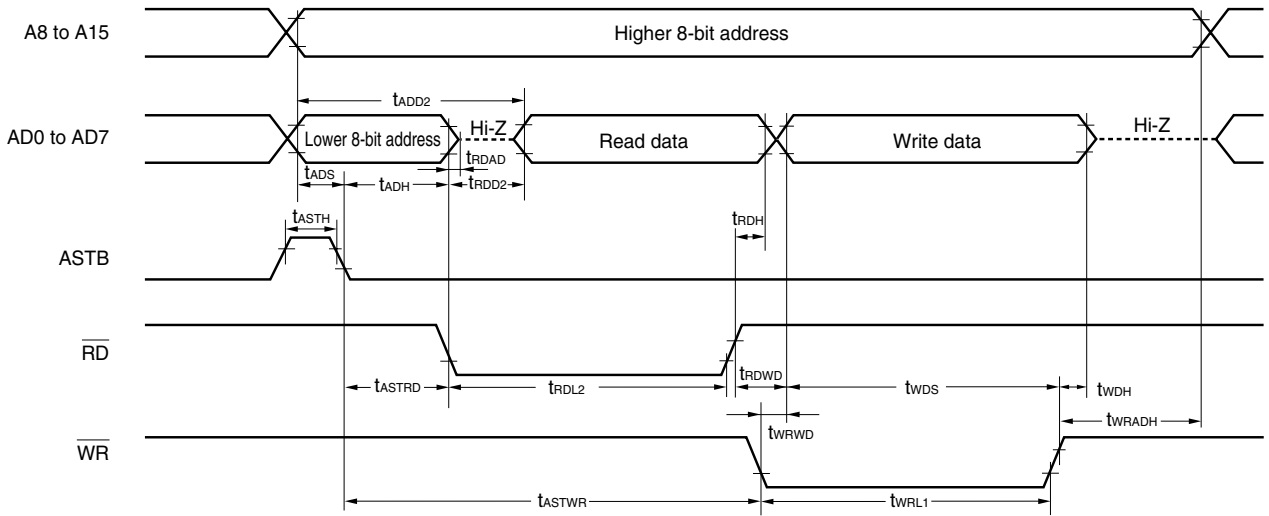 A8 to A15
Higher 8-bit address
tADD2
AD0 to AD7
Lower 8-bit address
Hi-Z
Read data
Write data
Hi-Z
tRDAD
tADS
tADH
tRDD2
tASTH
tRDH
ASTB
RD
tASTRD
tRDL2
tRDWD
tWDS
tWDH
tWRWD
tWRADH
WR
tASTWR
tWRL1